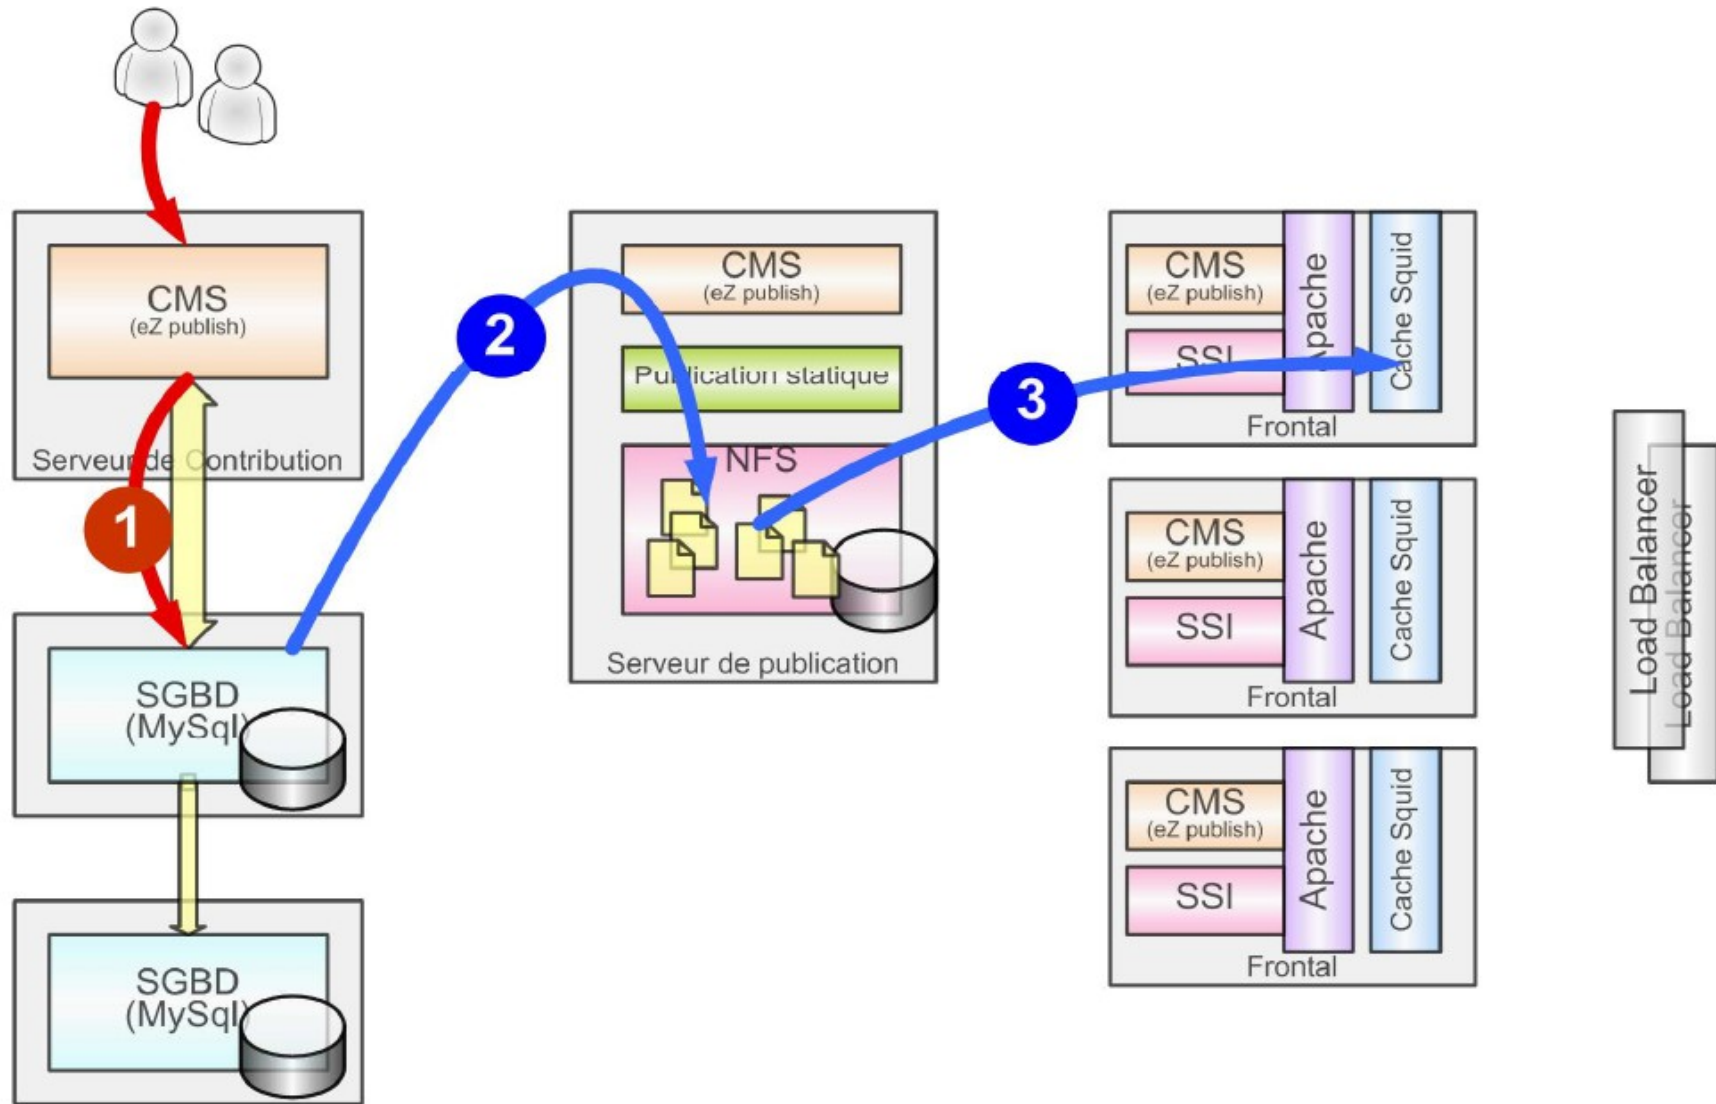 CMS
(eZ publish)
Serveur de Contribution
1
SGBD
(MySql)
SGBD
(MySql)
2
CMS
(eZ publish)
Publication statique
NFS
Serveur de publication
3
CMS
(eZ publish)
SSI
Apache
Cache Squid
Frontal
CMS
(eZ publish)
SSI
Apache
Cache Squid
Frontal
CMS
(eZ publish)
SSI
Apache
Cache Squid
Frontal
Load Balancer
Load Balancer